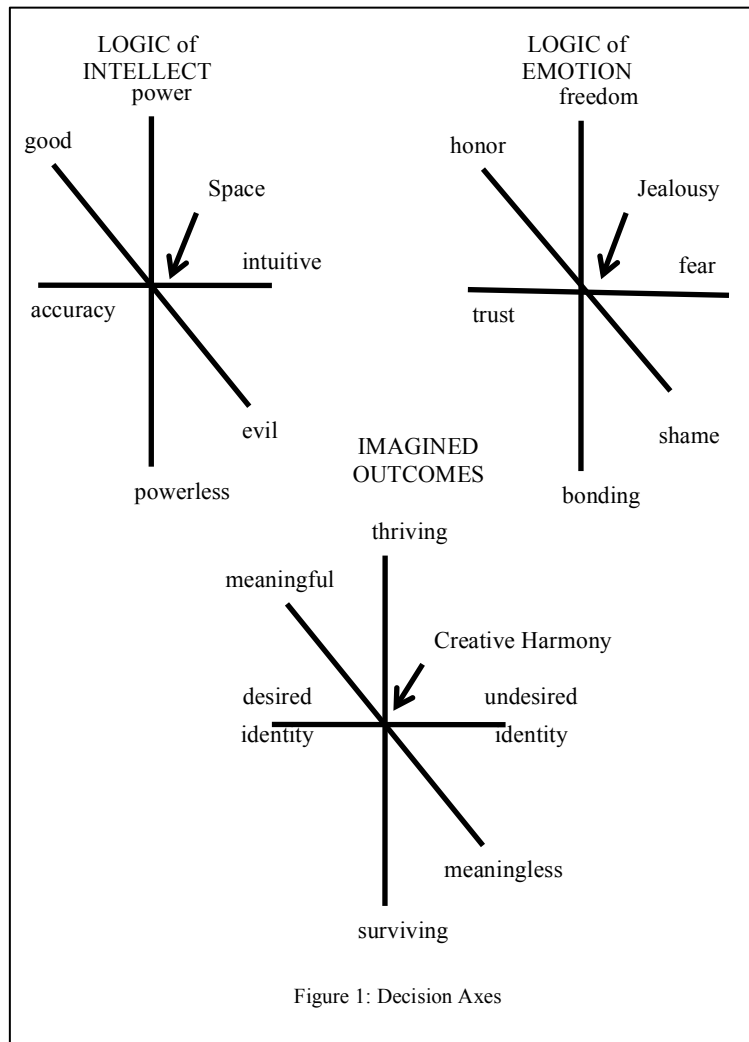 LOGIC of
INTELLECT
power
good
Space
intuitive
accuracy
evil
powerless
LOGIC of
EMOTION
freedom
honor
Jealousy
fear
trust
shame
bonding
IMAGINED
OUTCOMES
thriving
meaningful
Creative Harmony
desired
identity
undesired
identity
meaningless
surviving
Figure 1: Decision Axes